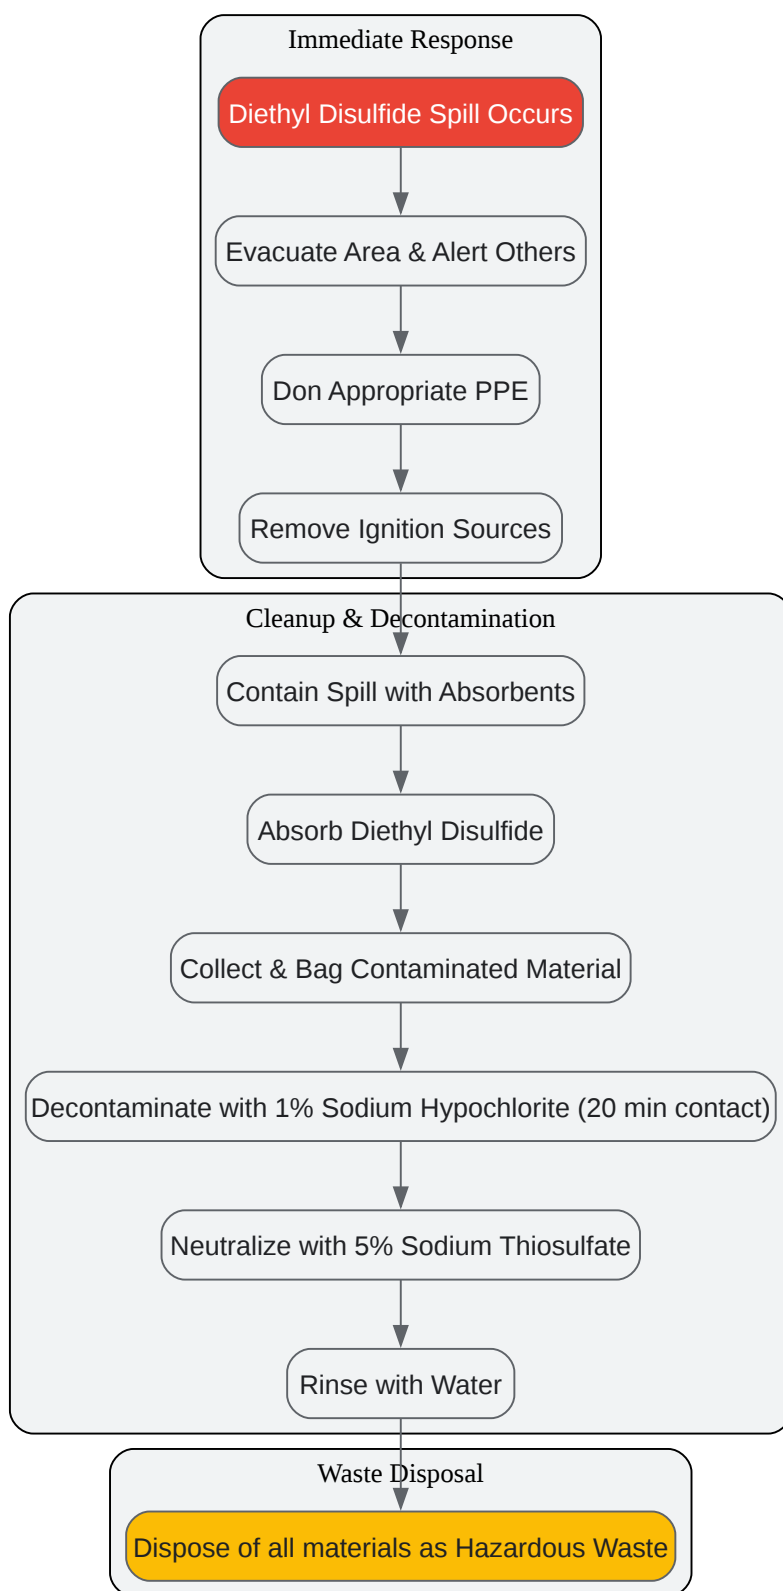 Immediate Response
Diethyl Disulfide Spill Occurs
Evacuate Area & Alert Others
Don Appropriate PPE
Remove Ignition Sources
Cleanup & Decontamination
Contain Spill with Absorbents
Absorb Diethyl Disulfide
Collect & Bag Contaminated Material
Decontaminate with 1% Sodium Hypochlorite (20 min contact)
Neutralize with 5% Sodium Thiosulfate
Rinse with Water
Waste Disposal
Dispose of all materials as Hazardous Waste